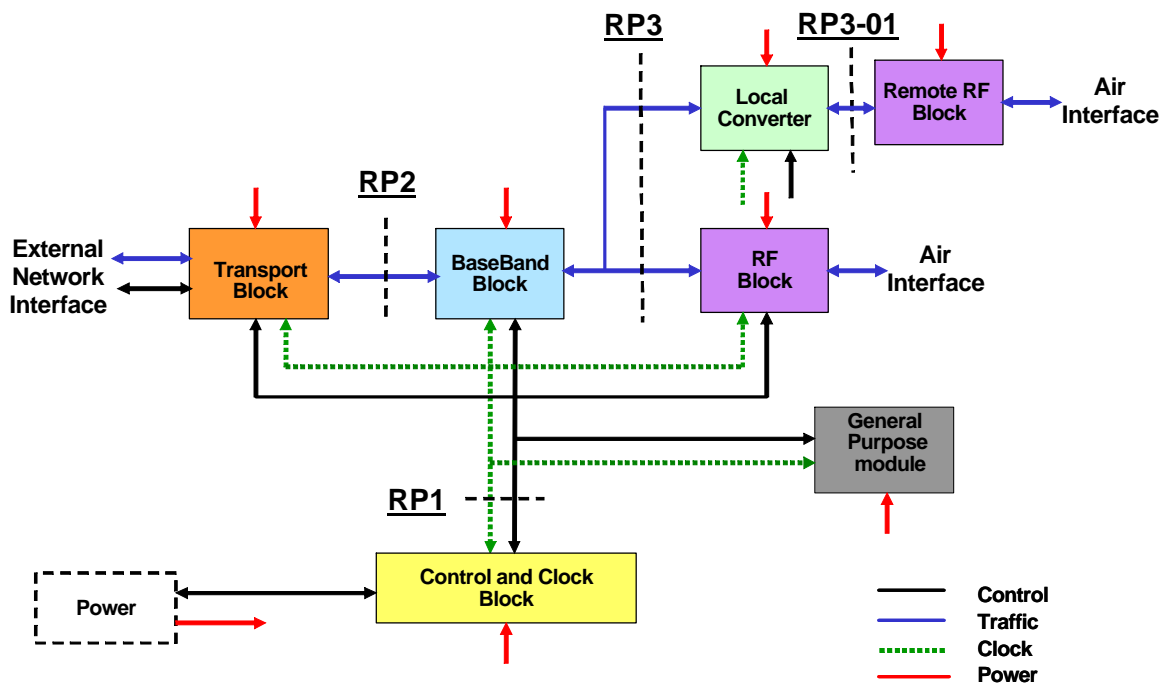 RP3
RP3-01
Local
Converter
Remote RF
Block
Air
Interface
RP2
External
Network
Interface
Transport
Block
BaseBand
Block
RF
Block
Air
Interface
General
Purpose
module
RP1
Control and Clock
Block
Power
Control
Traffic
Clock
Power